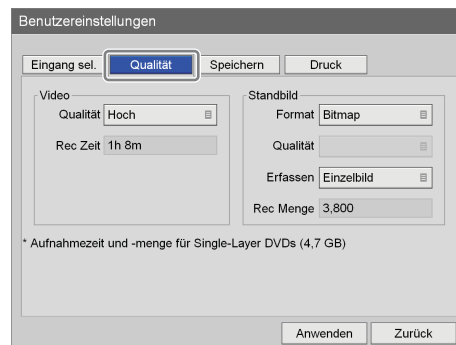 Benutzereinstellungen
Eingang sel. Qualität Speichern Druck
Video
Qualität Hoch
Rec Zeit 1h 8m
Standbild
Format Bitmap
Qualität
Erfassen Einzelbild
Rec Menge 3,800
* Aufnahmezeit und -menge für Single-Layer DVDs (4,7 GB)
Anwenden Zurück